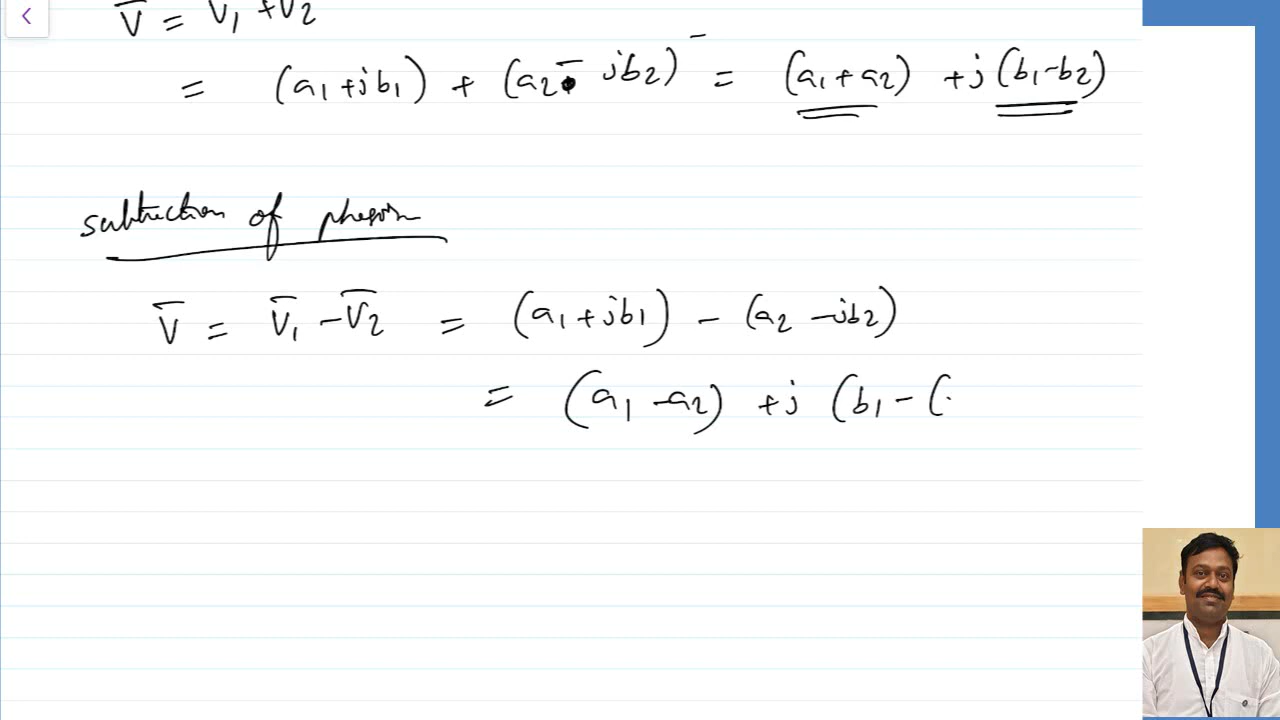 V̅ = V1 + V2
= (a1 + jb1) + (a2 - jb2) = (a1 + a2) + j (b1 - b2)
subtraction of phasor
V̅ = V̅1 - V̅2 = (a1 + jb1) - (a2 - jb2)
= (a1 - a2) + j (b1 - (